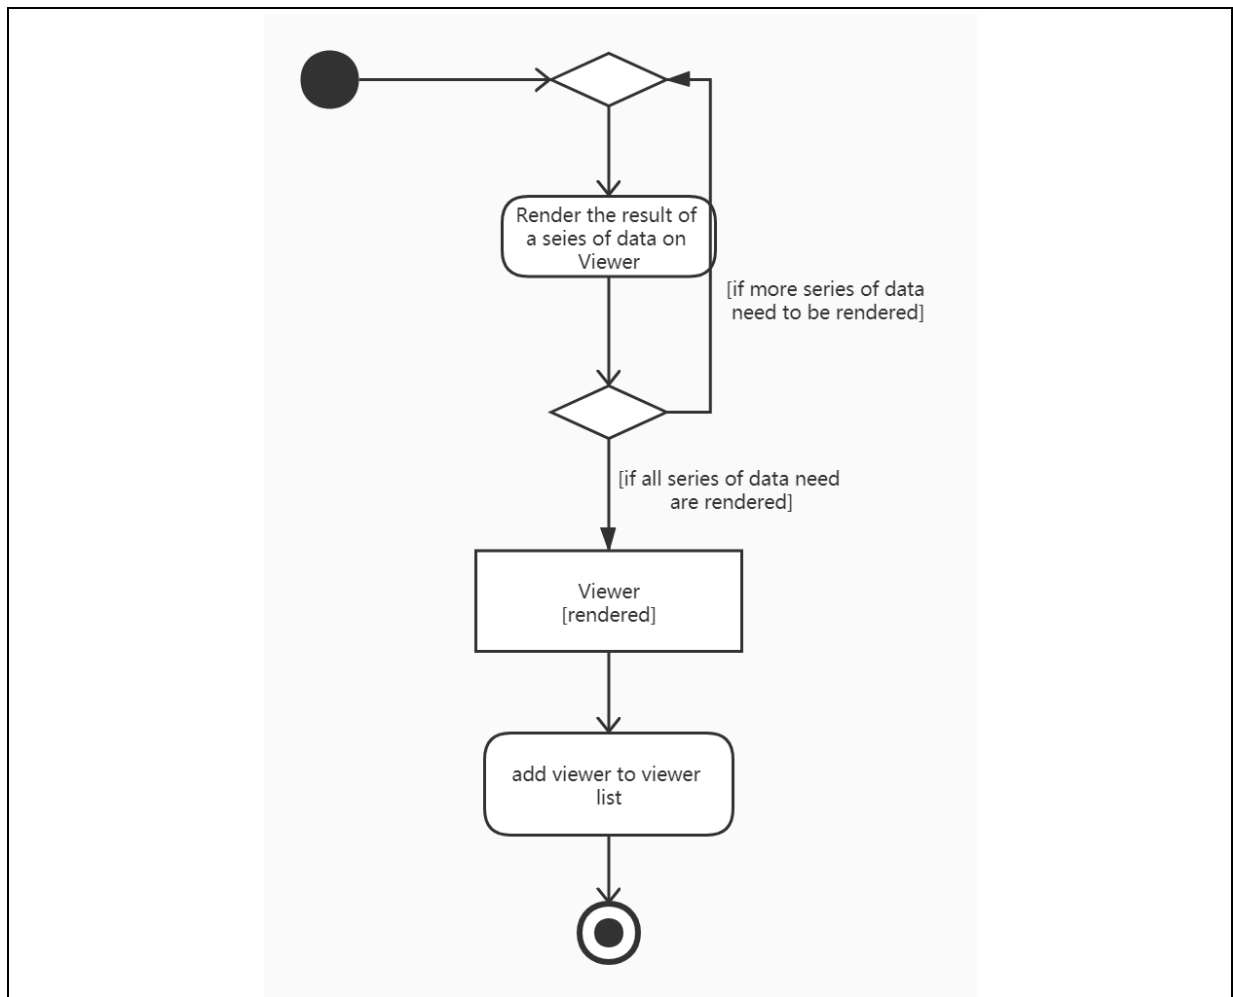 Render the result of
a seies of data on
Viewer
[if more series of data
need to be rendered]
[if all series of data need
are rendered]
Viewer
[rendered]
add viewer to viewer
list